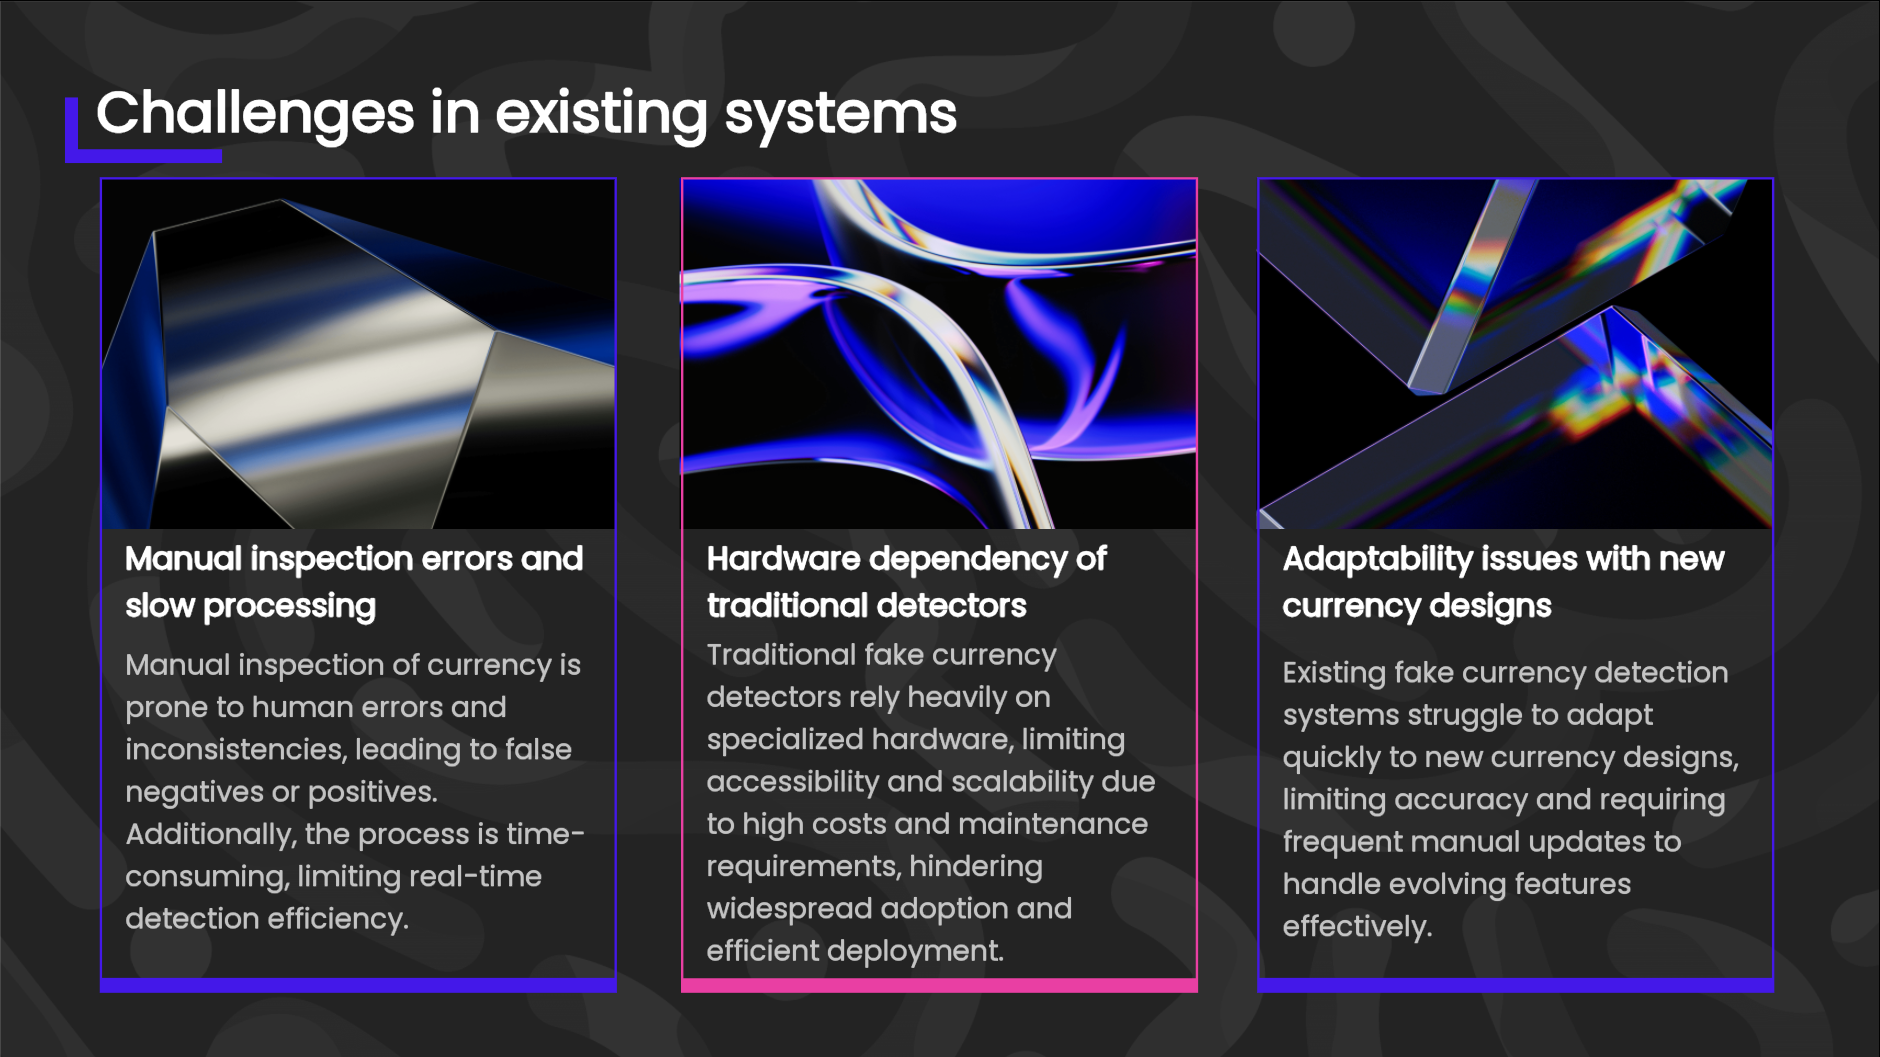 Challenges in existing systems
Manual inspection errors and
slow processing
Manual inspection of currency is
prone to human errors and
inconsistencies, leading to false
negatives or positives.
Additionally, the process is time-
consuming, limiting real-time
detection efficiency.
Hardware dependency of
traditional detectors
Traditional fake currency
detectors rely heavily on
specialized hardware, limiting
accessibility and scalability due
to high costs and maintenance
requirements, hindering
widespread adoption and
efficient deployment.
Adaptability issues with new
currency designs
Existing fake currency detection
systems struggle to adapt
quickly to new currency designs,
limiting accuracy and requiring
frequent manual updates to
handle evolving features
effectively.